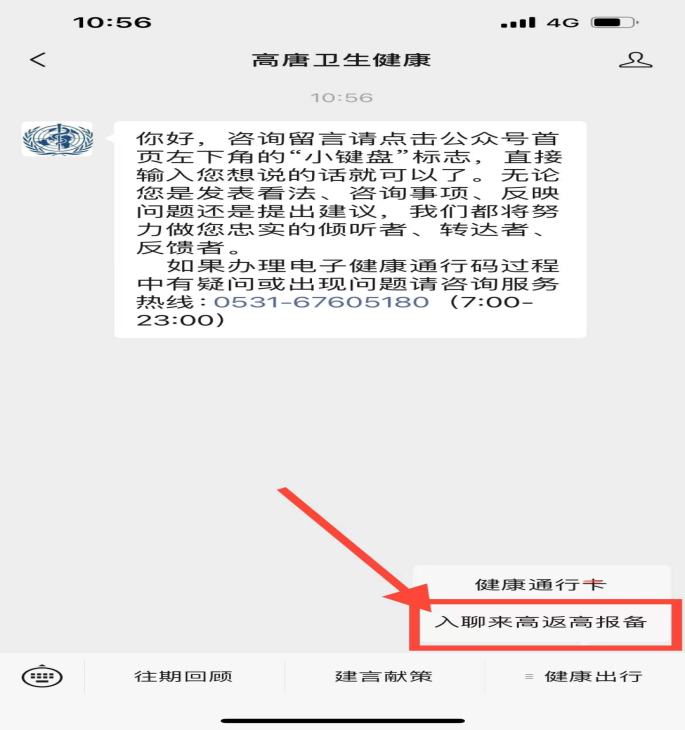 10:56
4G
高唐卫生健康
10:56
你好，咨询留言请点击公众号首
页左下角的“小键盘”标志，直接
输入您想说的话就可以了。无论
您是发表看法、咨询事项、反映
问题还是提出建议，我们都将努
力做您忠实的倾听者、转达者、
反馈者。
如果办理电子健康通行码过程
中有疑问或出现问题请咨询服务
热线：0531-67605180（7:00-
23:00）
健康通行卡
入聊来高返高报备
往期回顾
建言献策
健康出行